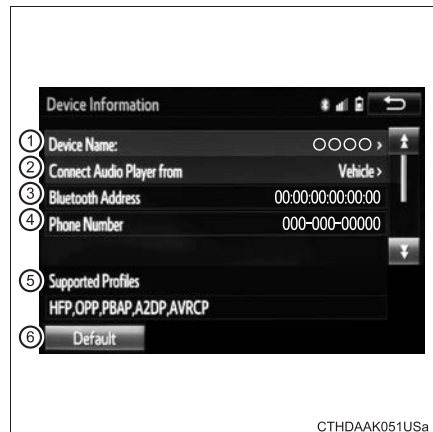 Device Information
① Device Name: ○○○○ ›
② Connect Audio Player from Vehicle ›
③ Bluetooth Address 00:00:00:00:00:00
④ Phone Number 000-000-00000
⑤ Supported Profiles
HFP,OPP,PBAP,A2DP,AVRCP
⑥ Default
CTHDAAK051USa